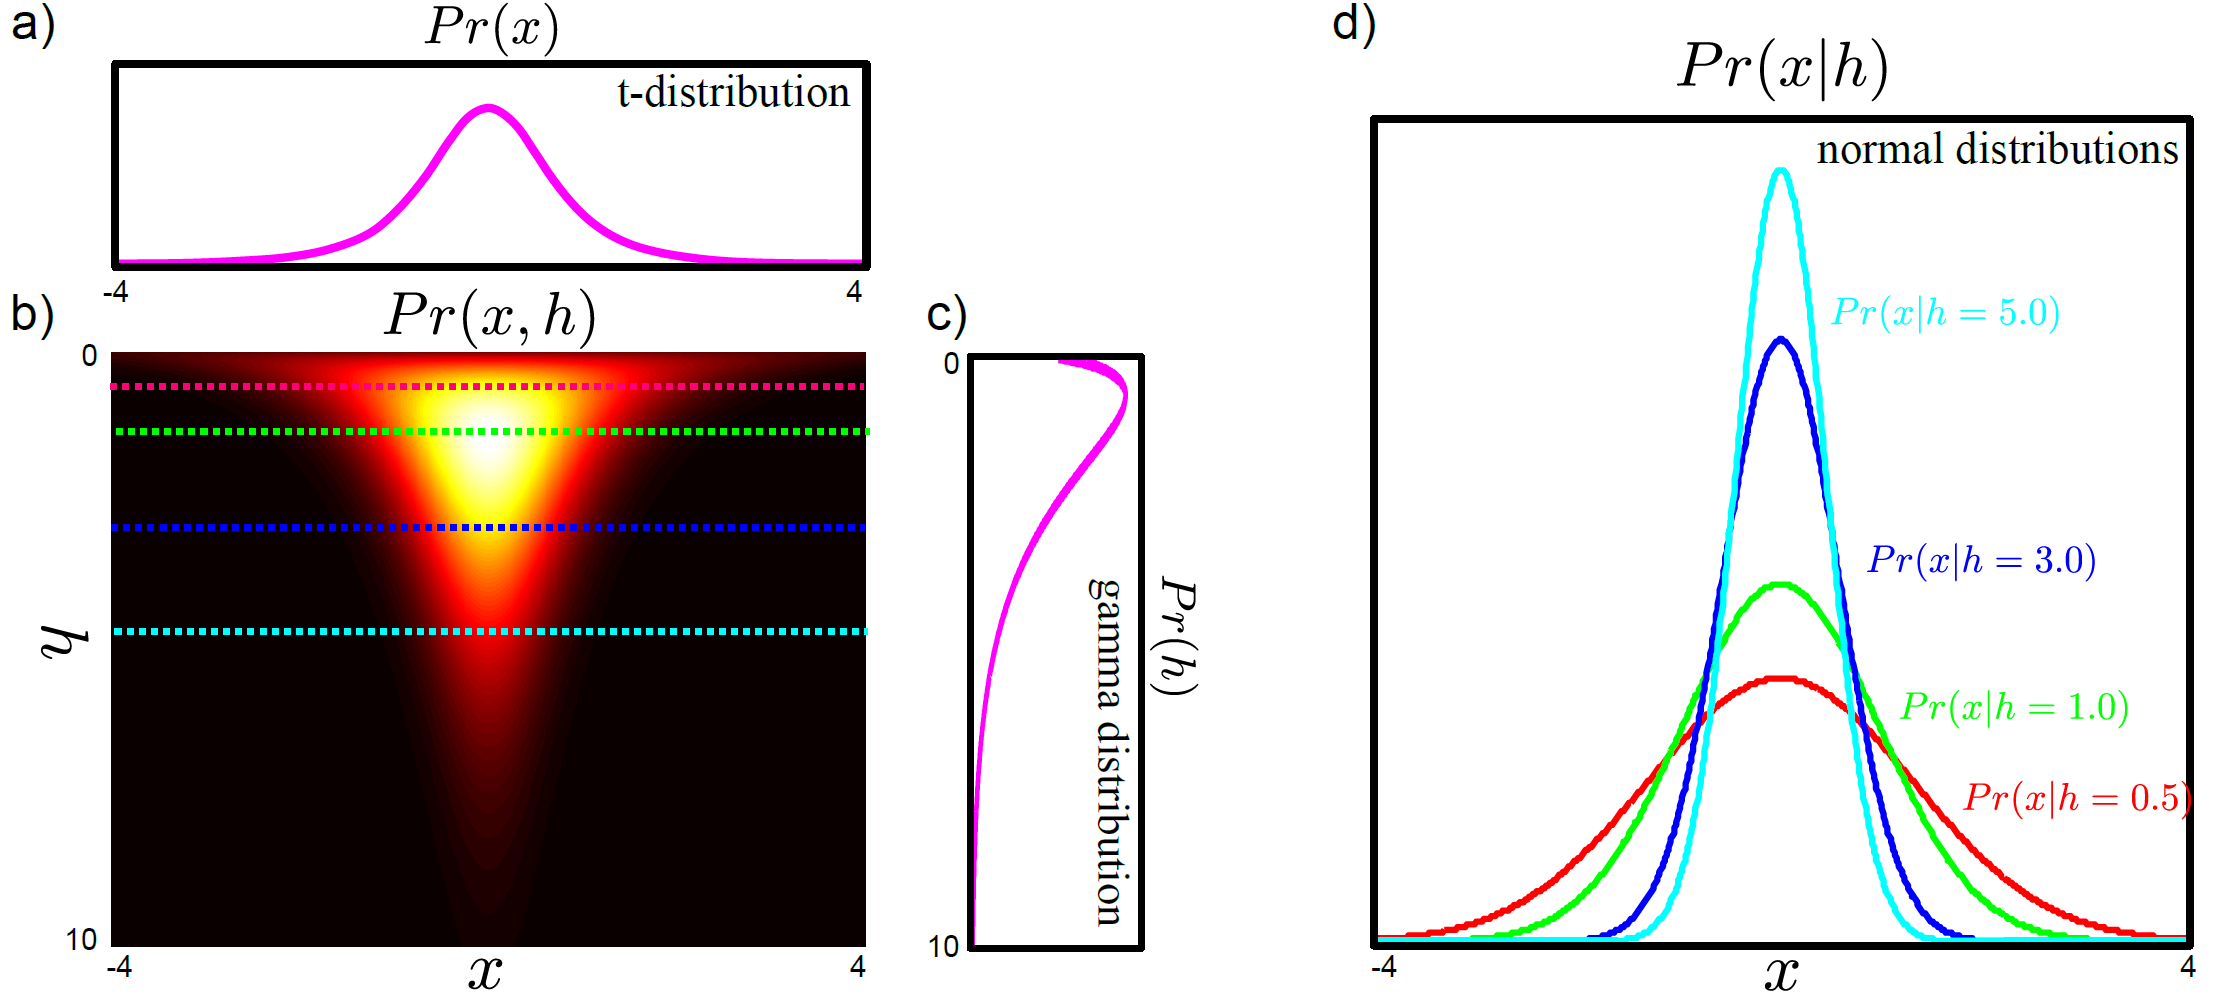 a)
Pr(x)
t-distribution
-4
4
b)
Pr(x, h)
0
h
10
-4
x
4
c)
0
10
gamma distribution
Pr(h)
d)
Pr(x|h)
normal distributions
Pr(x|h = 5.0)
Pr(x|h = 3.0)
Pr(x|h = 1.0)
Pr(x|h = 0.5)
-4
x
4